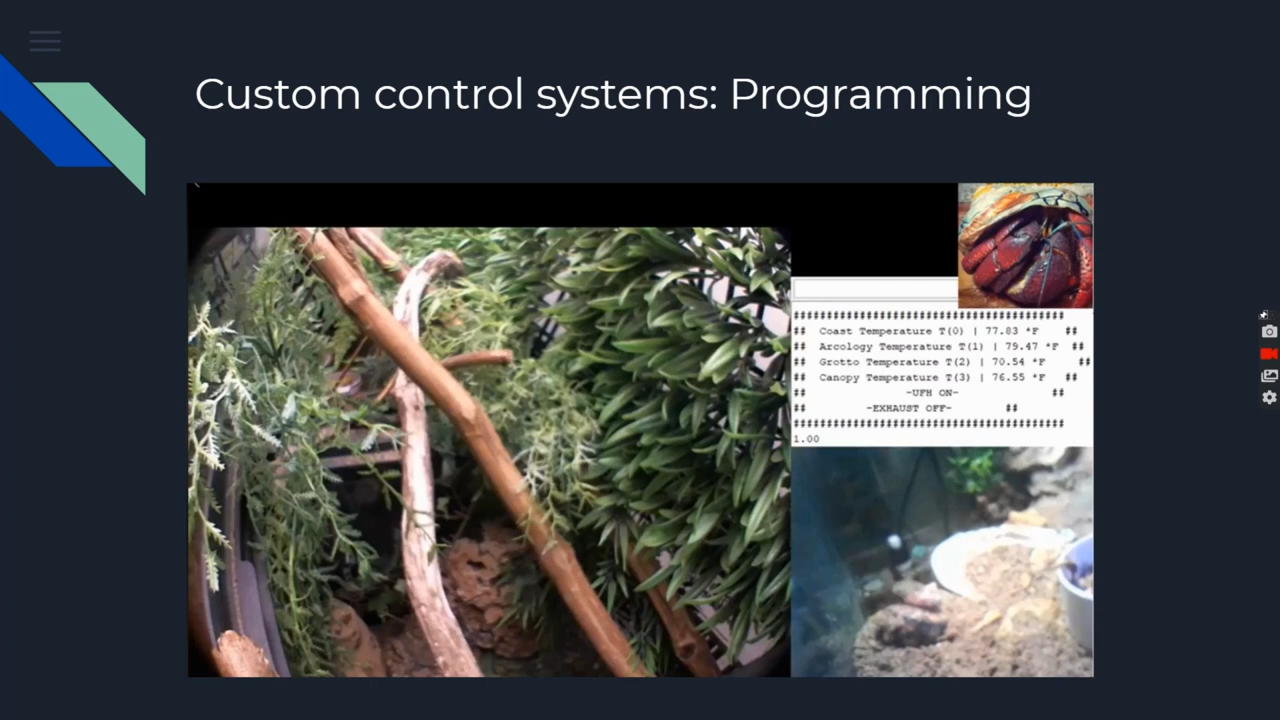 Custom control systems: Programming
########################################
## Coast Temperature T(0) | 77.83 °F ##
## Arcology Temperature T(1) | 79.47 °F ##
## Grotto Temperature T(2) | 70.54 °F ##
## Canopy Temperature T(3) | 76.55 °F ##
## -UFH ON- ##
## -EXHAUST OFF- ##
########################################
1.00